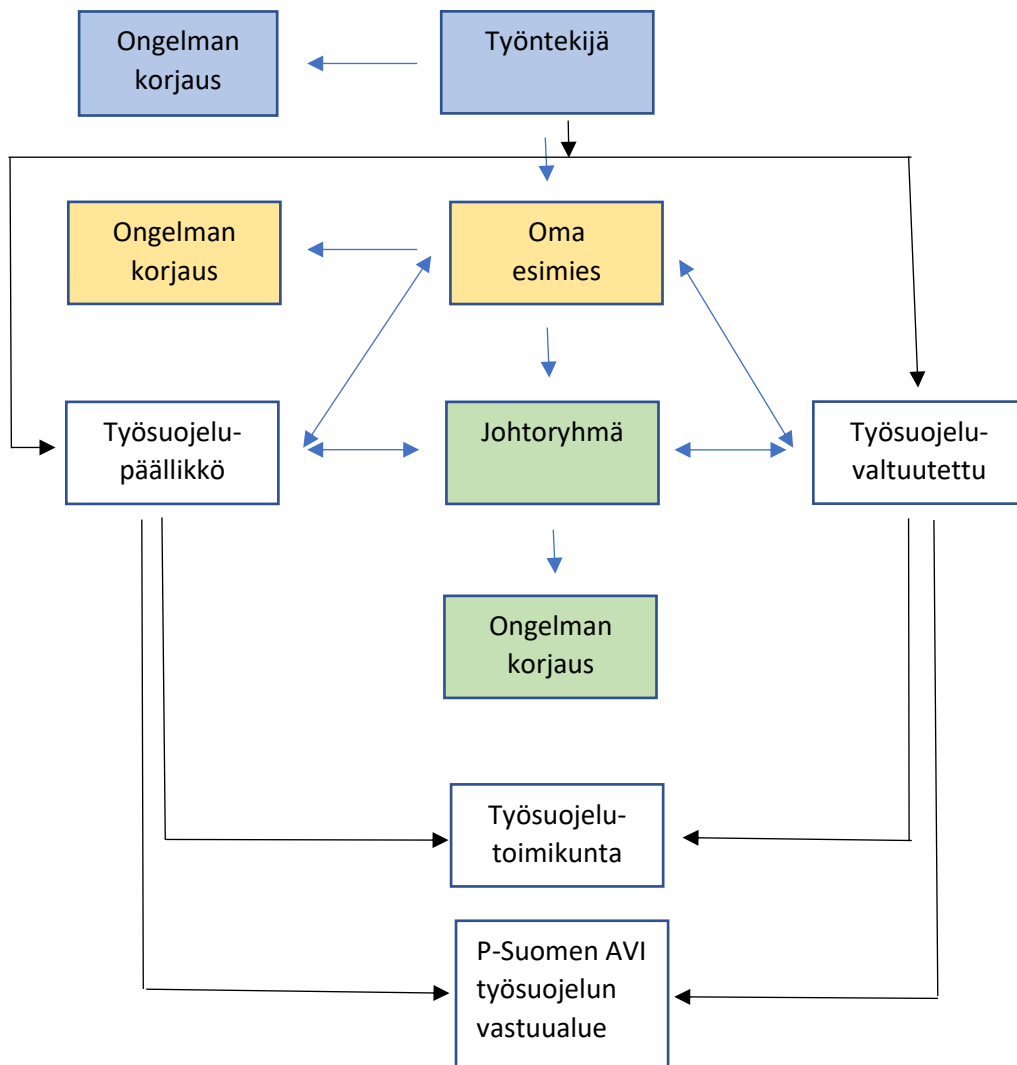 Ongelman
korjaus
Työntekijä
Ongelman
korjaus
Oma
esimies
Työsuojelu-
päällikkö
Johtoryhmä
Työsuojelu-
valtuutettu
Ongelman
korjaus
Työsuojelu-
toimikunta
P-Suomen AVI
työsuojelun
vastuualue